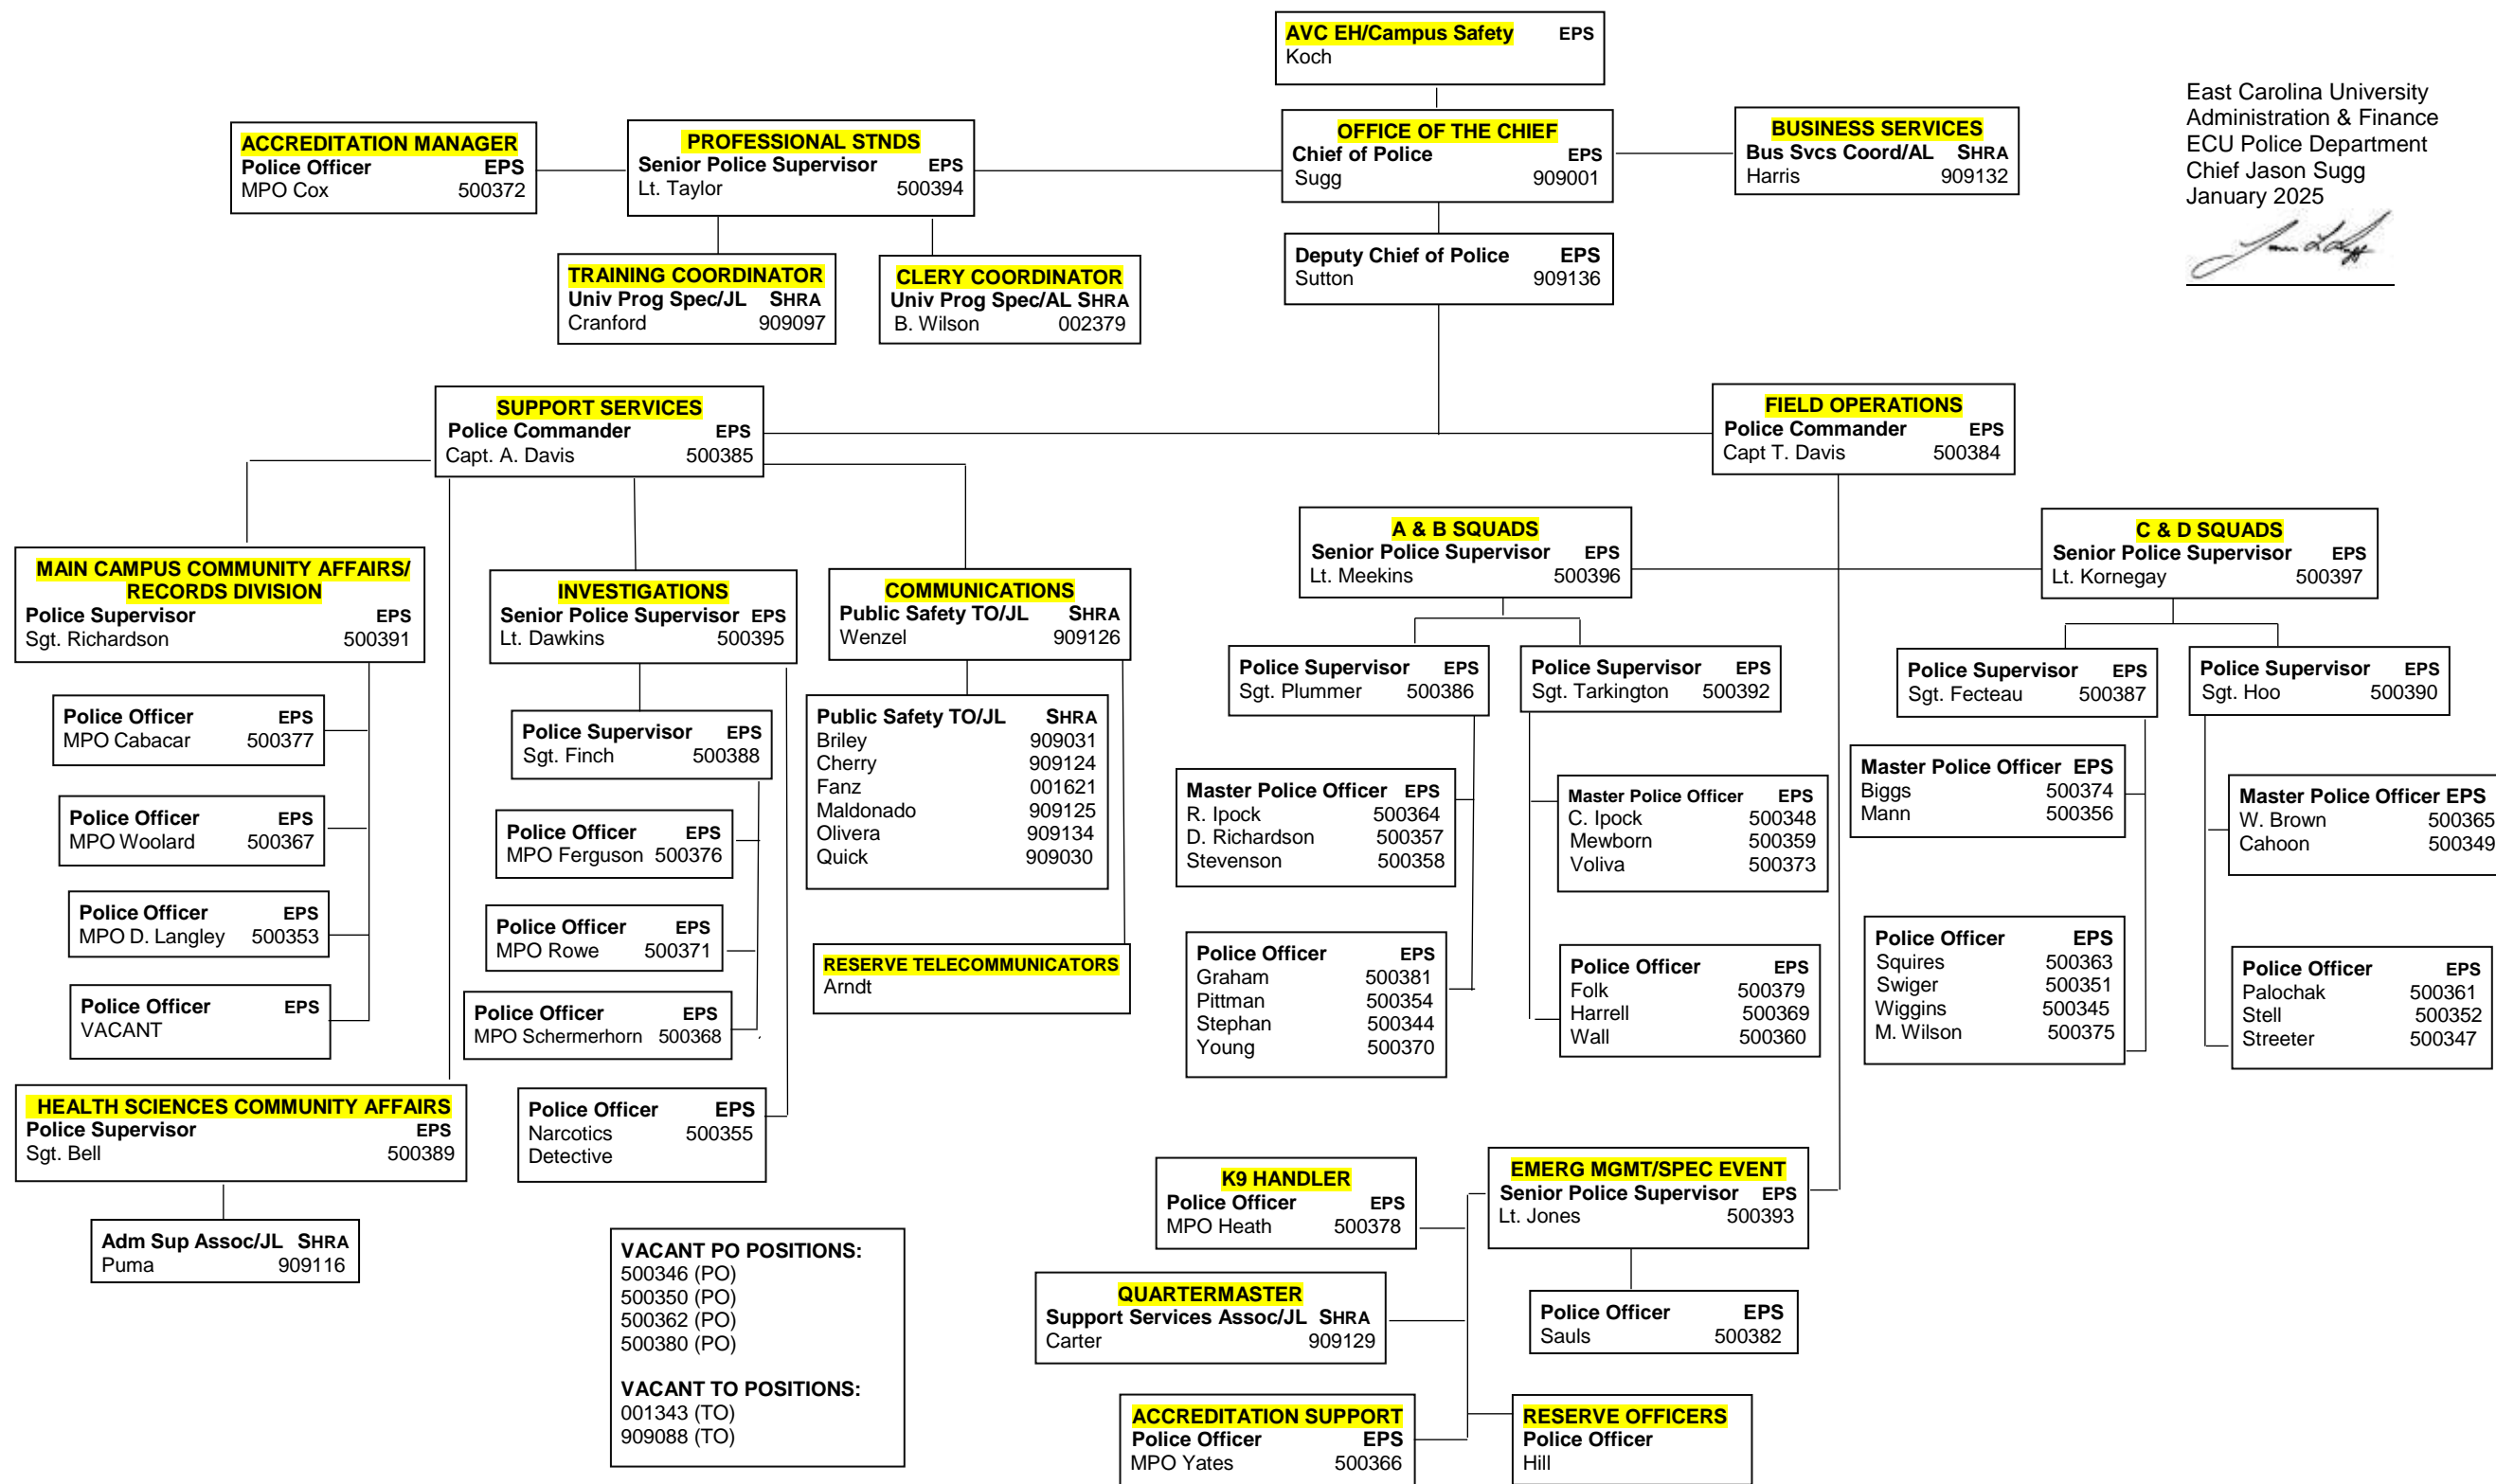 AVC EH/Campus Safety EPS
Koch
East Carolina University
Administration & Finance
ECU Police Department
Chief Jason Sugg
January 2025
ACCREDITATION MANAGER
Police Officer EPS
MPO Cox 500372
PROFESSIONAL STNDS
Senior Police Supervisor EPS
Lt. Taylor 500394
OFFICE OF THE CHIEF
Chief of Police EPS
Sugg 909001
BUSINESS SERVICES
Bus Svcs Coord/AL SHRA
Harris 909132
TRAINING COORDINATOR
Univ Prog Spec/JL SHRA
Cranford 909097
CLERY COORDINATOR
Univ Prog Spec/AL SHRA
B. Wilson 002379
Deputy Chief of Police EPS
Sutton 909136
SUPPORT SERVICES
Police Commander EPS
Capt. A. Davis 500385
FIELD OPERATIONS
Police Commander EPS
Capt T. Davis 500384
MAIN CAMPUS COMMUNITY AFFAIRS/
RECORDS DIVISION
Police Supervisor EPS
Sgt. Richardson 500391
Police Officer EPS
MPO Cabacar 500377
Police Officer EPS
MPO Woolard 500367
Police Officer EPS
MPO D. Langley 500353
Police Officer EPS
VACANT
HEALTH SCIENCES COMMUNITY AFFAIRS
Police Supervisor EPS
Sgt. Bell 500389
Adm Sup Assoc/JL SHRA
Puma 909116
INVESTIGATIONS
Senior Police Supervisor EPS
Lt. Dawkins 500395
Police Supervisor EPS
Sgt. Finch 500388
Police Officer EPS
MPO Ferguson 500376
Police Officer EPS
MPO Rowe 500371
Police Officer EPS
MPO Schermerhorn 500368
Police Officer EPS
Narcotics 500355
Detective
COMMUNICATIONS
Public Safety TO/JL SHRA
Wenzel 909126
Public Safety TO/JL SHRA
Briley 909031
Cherry 909124
Fanz 001621
Maldonado 909125
Olivera 909134
Quick 909030
RESERVE TELECOMMUNICATORS
Arndt
VACANT PO POSITIONS:
500346 (PO)
500350 (PO)
500362 (PO)
500380 (PO)
VACANT TO POSITIONS:
001343 (TO)
909088 (TO)
A & B SQUADS
Senior Police Supervisor EPS
Lt. Meekins 500396
Police Supervisor EPS
Sgt. Plummer 500386
Master Police Officer EPS
R. Ipock 500364
D. Richardson 500357
Stevenson 500358
Police Officer EPS
Graham 500381
Pittman 500354
Stephan 500344
Young 500370
Police Supervisor EPS
Sgt. Tarkington 500392
Master Police Officer EPS
C. Ipock 500348
Mewborn 500359
Voliva 500373
Police Officer EPS
Folk 500379
Harrell 500369
Wall 500360
C & D SQUADS
Senior Police Supervisor EPS
Lt. Kornegay 500397
Police Supervisor EPS
Sgt. Fecteau 500387
Master Police Officer EPS
Biggs 500374
Mann 500356
Police Officer EPS
Squires 500363
Swiger 500351
Wiggins 500345
M. Wilson 500375
Police Supervisor EPS
Sgt. Hoo 500390
Master Police Officer EPS
W. Brown 500365
Cahoon 500349
Police Officer EPS
Palochak 500361
Stell 500352
Streeter 500347
EMERG MGMT/SPEC EVENT
Senior Police Supervisor EPS
Lt. Jones 500393
K9 HANDLER
Police Officer EPS
MPO Heath 500378
QUARTERMASTER
Support Services Assoc/JL SHRA
Carter 909129
Police Officer EPS
Sauls 500382
ACCREDITATION SUPPORT
Police Officer EPS
MPO Yates 500366
RESERVE OFFICERS
Police Officer
Hill